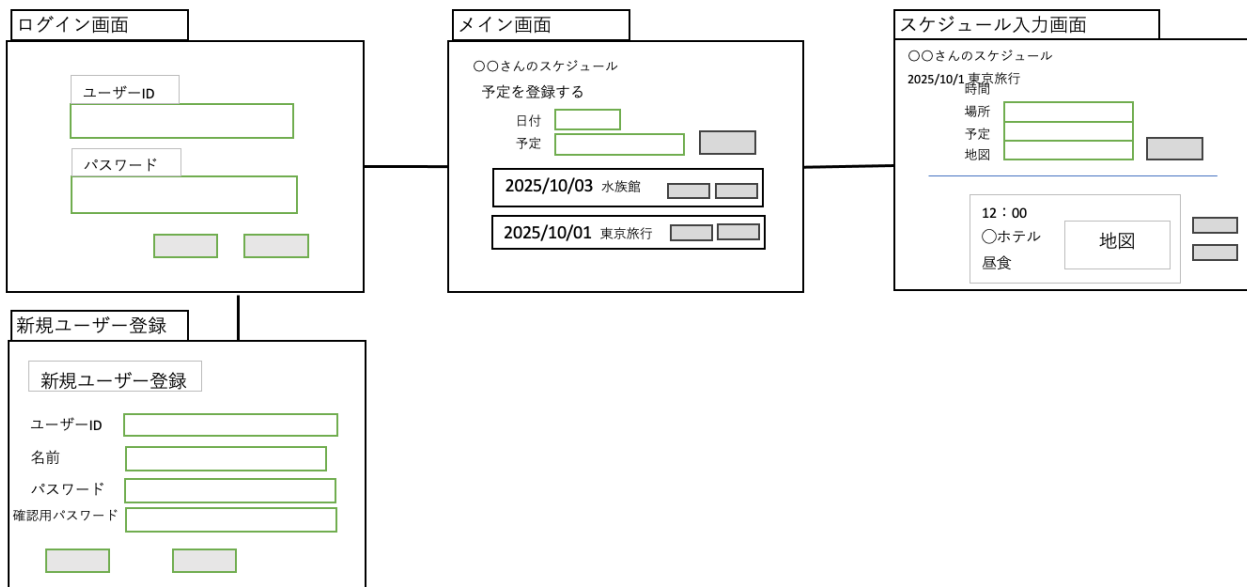 ログイン画面
ユーザーID
パスワード
メイン画面
〇〇さんのスケジュール
予定を登録する
日付
予定
2025/10/03 水族館
2025/10/01 東京旅行
スケジュール入力画面
〇〇さんのスケジュール
2025/10/1 東京旅行
時間
場所
予定
地図
12：00
〇ホテル
昼食
地図
新規ユーザー登録
新規ユーザー登録
ユーザーID
名前
パスワード
確認用パスワード